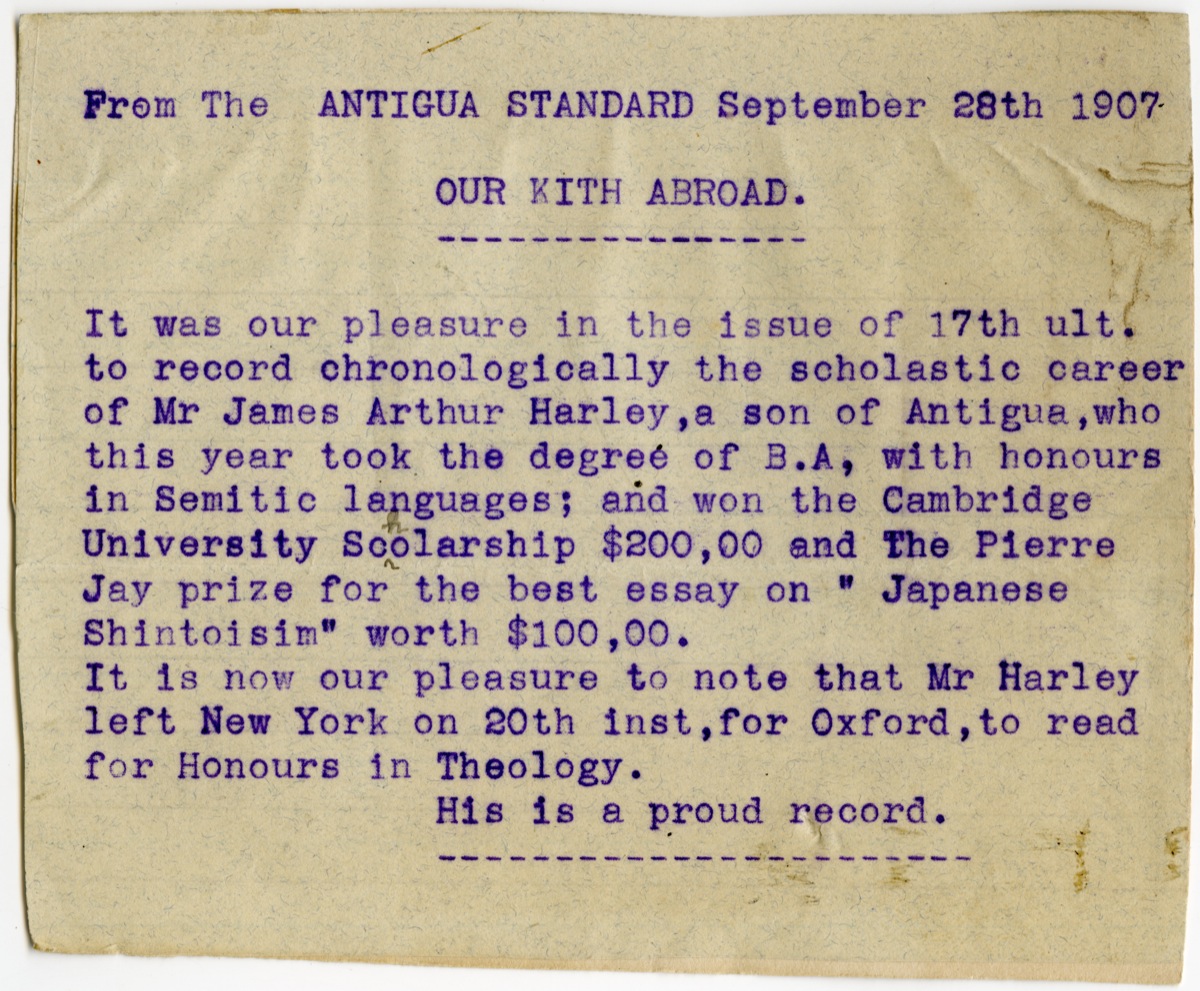 From The ANTIGUA STANDARD September 28th 1907.
OUR KITH ABROAD.
----------------
It was our pleasure in the issue of 17th ult.
to record chronologically the scholastic career
of Mr James Arthur Harley,a son of Antigua,who
this year took the degree of B.A, with honours
in Semitic languages; and won the Cambridge
h
University Scolarship $200,00 and The Pierre
Jay prize for the best essay on " Japanese
Shintoisim" worth $100,00.
It is now our pleasure to note that Mr Harley
left New York on 20th inst,for Oxford,to read
for Honours in Theology.
His is a proud record.
-----------------------